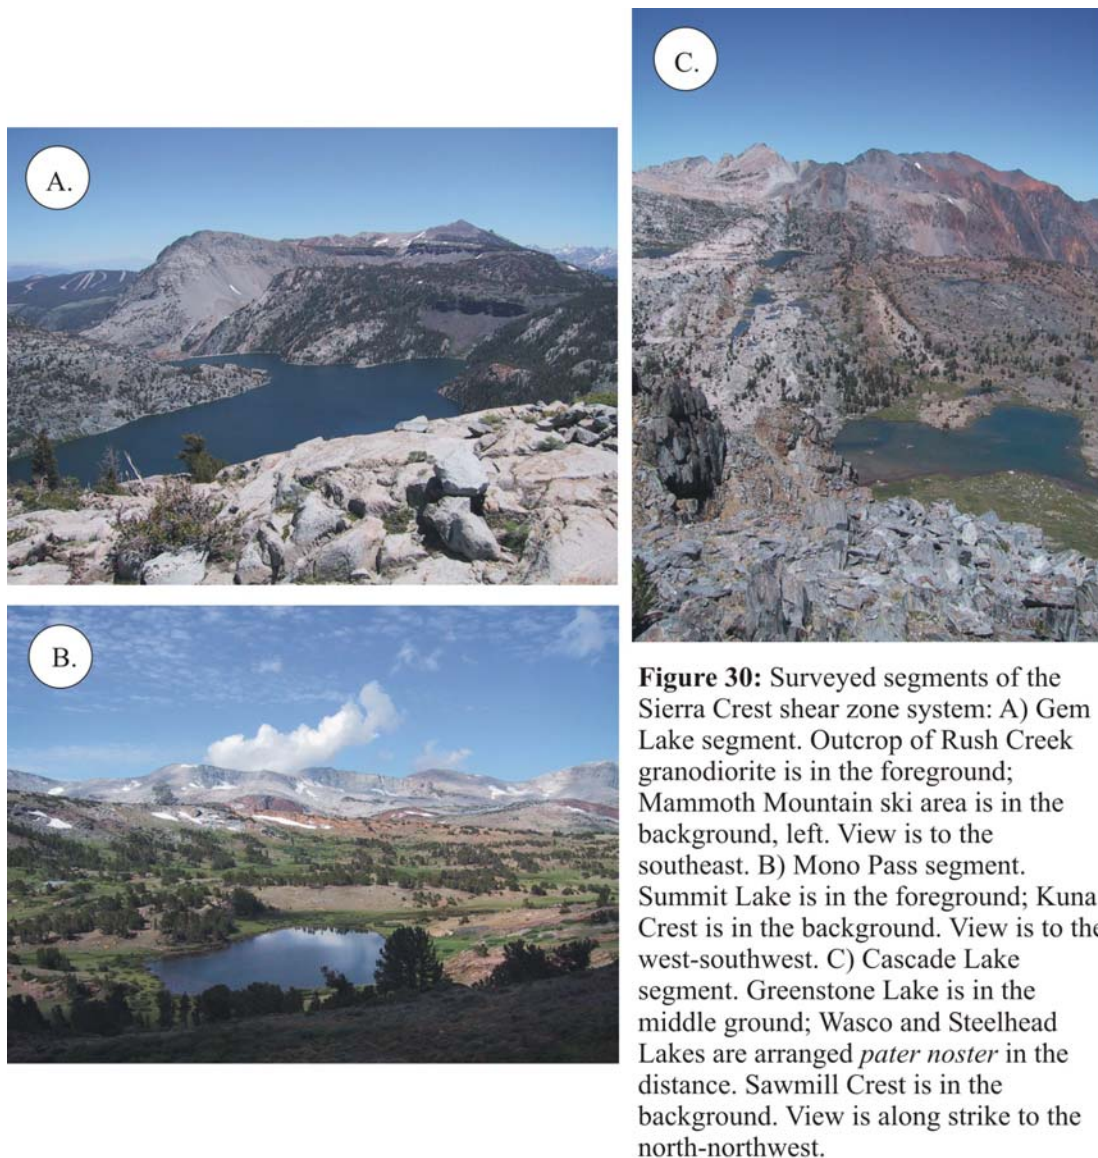 A.
B.
C.
Figure 30: Surveyed segments of the
Sierra Crest shear zone system: A) Gem
Lake segment. Outcrop of Rush Creek
granodiorite is in the foreground;
Mammoth Mountain ski area is in the
background, left. View is to the
southeast. B) Mono Pass segment.
Summit Lake is in the foreground; Kuna
Crest is in the background. View is to the
west-southwest. C) Cascade Lake
segment. Greenstone Lake is in the
middle ground; Wasco and Steelhead
Lakes are arranged pater noster in the
distance. Sawmill Crest is in the
background. View is along strike to the
north-northwest.